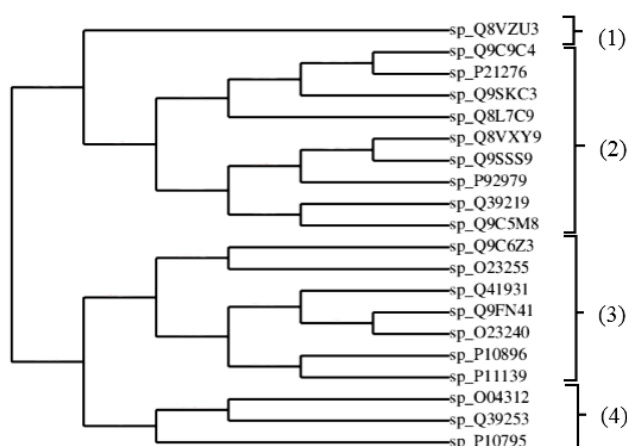 sp_Q8VZU3
(1)
sp_Q9C9C4
sp_P21276
sp_Q9SKC3
sp_Q8L7C9
sp_Q8VXY9
(2)
sp_Q9SSS9
sp_P92979
sp_Q39219
sp_Q9C5M8
sp_Q9C6Z3
sp_O23255
sp_Q41931
sp_Q9FN41
(3)
sp_O23240
sp_P10896
sp_P11139
sp_O04312
(4)
sp_Q39253
sp_P10795